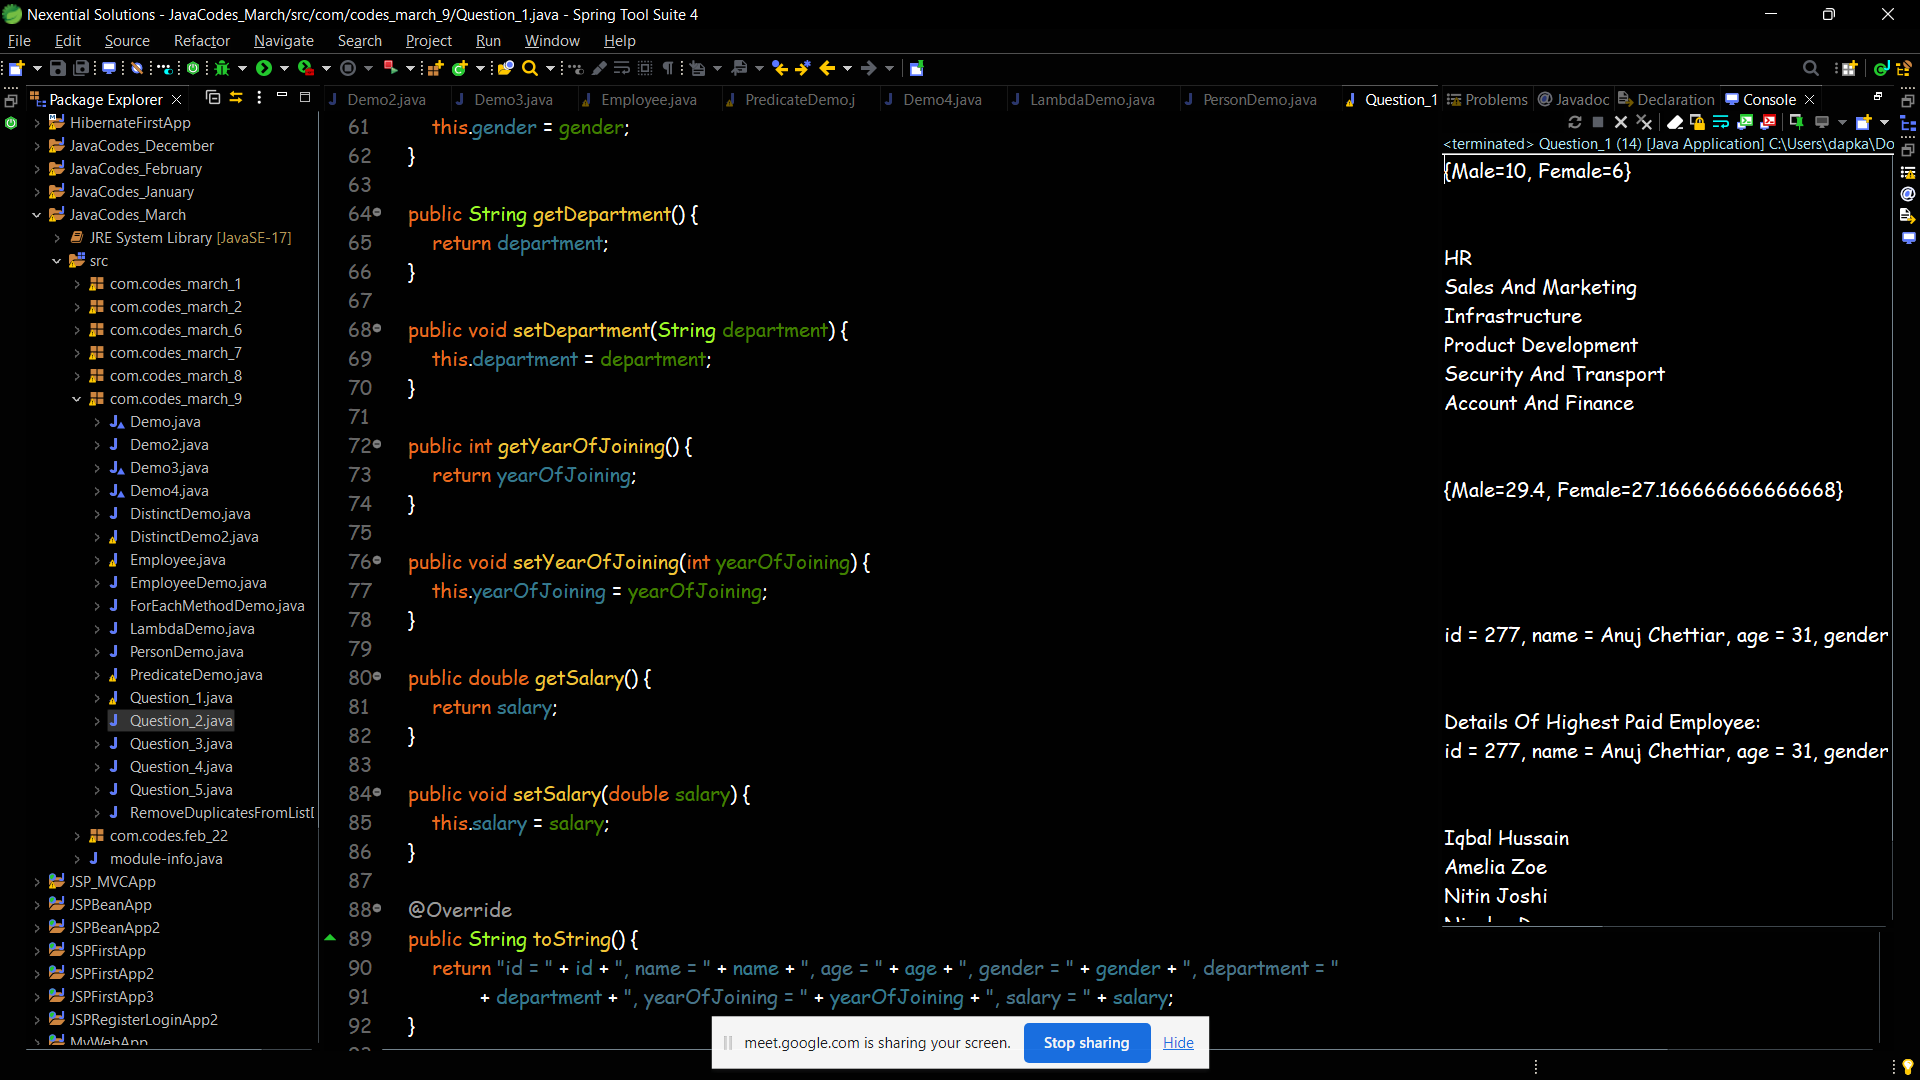 Nexential Solutions - JavaCodes_March/src/com/codes_march_9/Question_1.java - Spring Tool Suite 4
File Edit Source Refactor Navigate Search Project Run Window Help
Package Explorer
HibernateFirstApp
JavaCodes_December
JavaCodes_February
JavaCodes_January
JavaCodes_March
JRE System Library [JavaSE-17]
src
com.codes_march_1
com.codes_march_2
com.codes_march_6
com.codes_march_7
com.codes_march_8
com.codes_march_9
Demo.java
Demo2.java
Demo3.java
Demo4.java
DistinctDemo.java
DistinctDemo2.java
Employee.java
EmployeeDemo.java
ForEachMethodDemo.java
LambdaDemo.java
PersonDemo.java
PredicateDemo.java
Question_1.java
Question_2.java
Question_3.java
Question_4.java
Question_5.java
RemoveDuplicatesFromList
com.codes.feb_22
module-info.java
JSP_MVCApp
JSPBeanApp
JSPBeanApp2
JSPFirstApp
JSPFirstApp2
JSPFirstApp3
JSPRegisterLoginApp2
MyWebApp
Demo2.java Demo3.java Employee.java PredicateDemo.j Demo4.java LambdaDemo.java PersonDemo.java Question_1
61 this.gender = gender;
62 }
63
64 public String getDepartment() {
65 return department;
66 }
67
68 public void setDepartment(String department) {
69 this.department = department;
70 }
71
72 public int getYearOfJoining() {
73 return yearOfJoining;
74 }
75
76 public void setYearOfJoining(int yearOfJoining) {
77 this.yearOfJoining = yearOfJoining;
78 }
79
80 public double getSalary() {
81 return salary;
82 }
83
84 public void setSalary(double salary) {
85 this.salary = salary;
86 }
87
88 @Override
89 public String toString() {
90 return "id = " + id + ", name = " + name + ", age = " + age + ", gender = " + gender + ", department = "
91 + department + ", yearOfJoining = " + yearOfJoining + ", salary = " + salary;
92 }
Problems Javadoc Declaration Console
<terminated> Question_1 (14) [Java Application] C:\Users\dapka\Do
{Male=10, Female=6}
HR
Sales And Marketing
Infrastructure
Product Development
Security And Transport
Account And Finance
{Male=29.4, Female=27.166666666666668}
id = 277, name = Anuj Chettiar, age = 31, gender
Details Of Highest Paid Employee:
id = 277, name = Anuj Chettiar, age = 31, gender
Iqbal Hussain
Amelia Zoe
Nitin Joshi
meet.google.com is sharing your screen. Stop sharing Hide